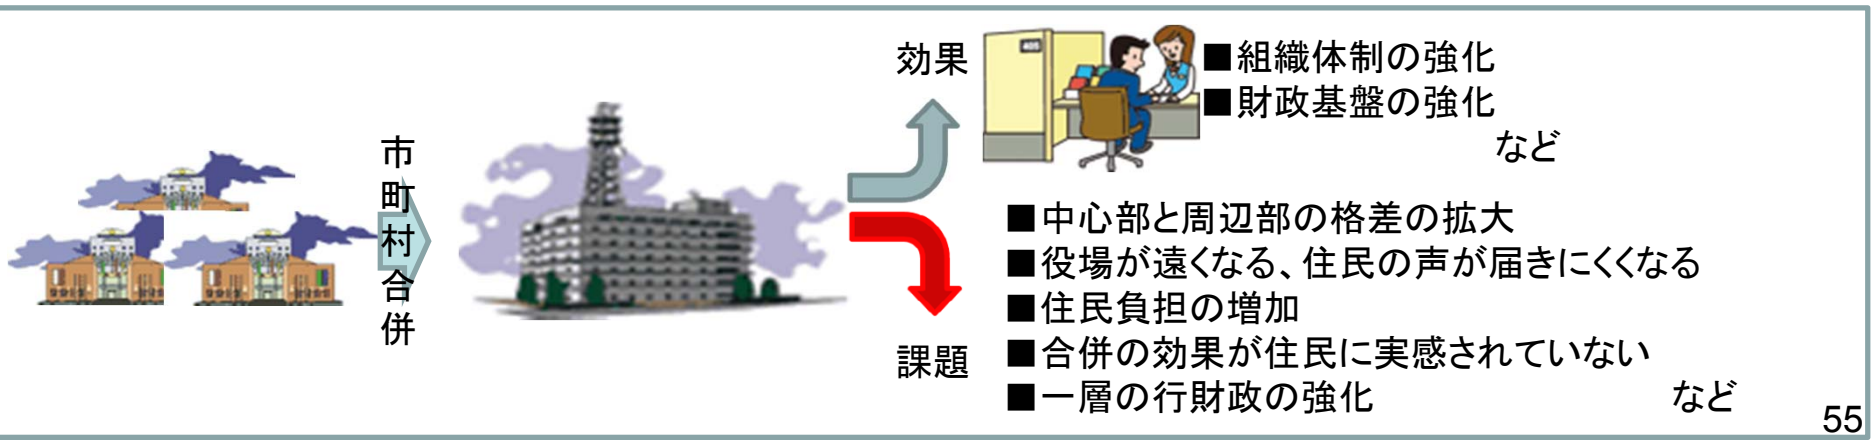 市町村合併
効果
■組織体制の強化
■財政基盤の強化
など
課題
■中心部と周辺部の格差の拡大
■役場が遠くなる、住民の声が届きにくくなる
■住民負担の増加
■合併の効果が住民に実感されていない
■一層の行財政の強化 など
55